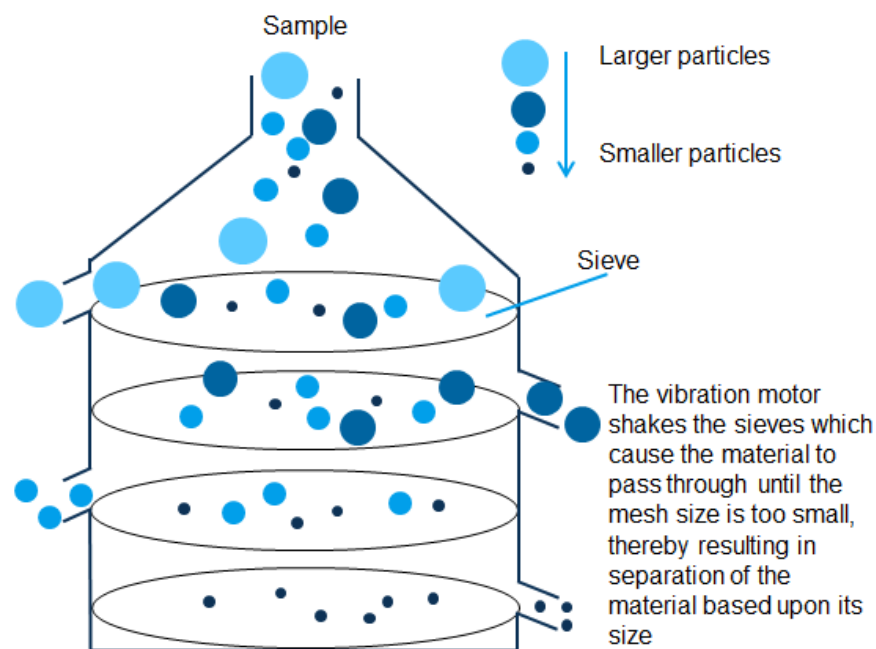 Sample
Larger particles
Smaller particles
Sieve
The vibration motor
shakes the sieves which
cause the material to
pass through until the
mesh size is too small,
thereby resulting in
separation of the
material based upon its
size